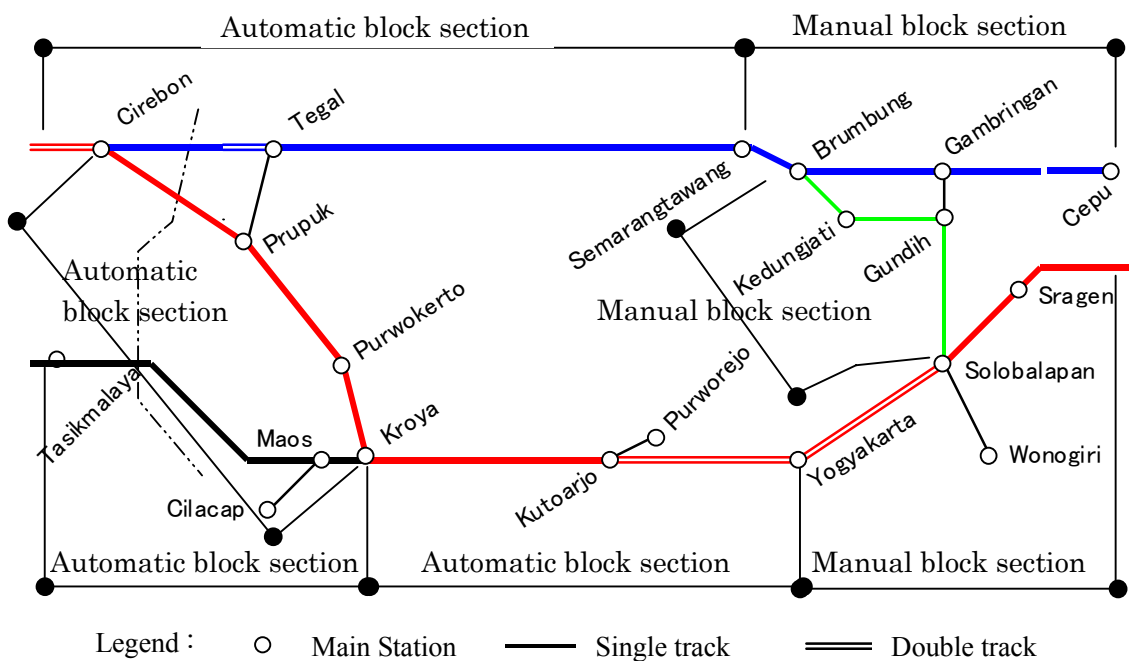 Automatic block section
Manual block section
Cirebon
Tegal
Brumbung
Gambringan
Semarangtawang
Kedungjati
Gundih
Cepu
Prupuk
Automatic
block section
Manual block section
Sragen
Purwokerto
Solobalapan
Tasikmalaya
Purworejo
Maos
Kroya
Yogyakarta
Wonogiri
Kutoarjo
Cilacap
Automatic block section
Automatic block section
Manual block section
Legend : Main Station Single track Double track